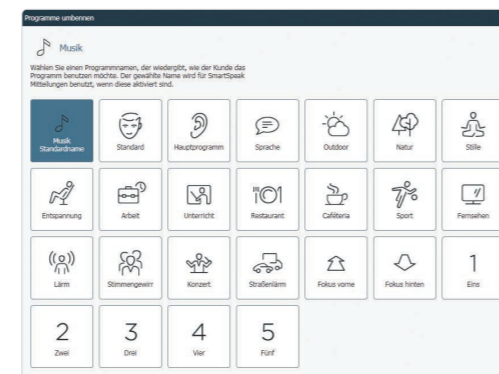 Programme umbennen
Musik
Wählen Sie einen Programmnamen, der wiedergibt, wie der Kunde das
Programm benutzen möchte. Der gewählte Name wird für SmartSpeak
Mitteilungen benutzt, wenn diese aktiviert sind.
Musik
Standardname
Standard
Hauptprogramm
Sprache
Outdoor
Natur
Stille
Entspannung
Arbeit
Unterricht
Restaurant
Caféteria
Sport
Fernsehen
Lärm
Stimmengewirr
Konzert
Straßenlärm
Fokus vorne
Fokus hinten
1
Eins
2
Zwei
3
Drei
4
Vier
5
Fünf